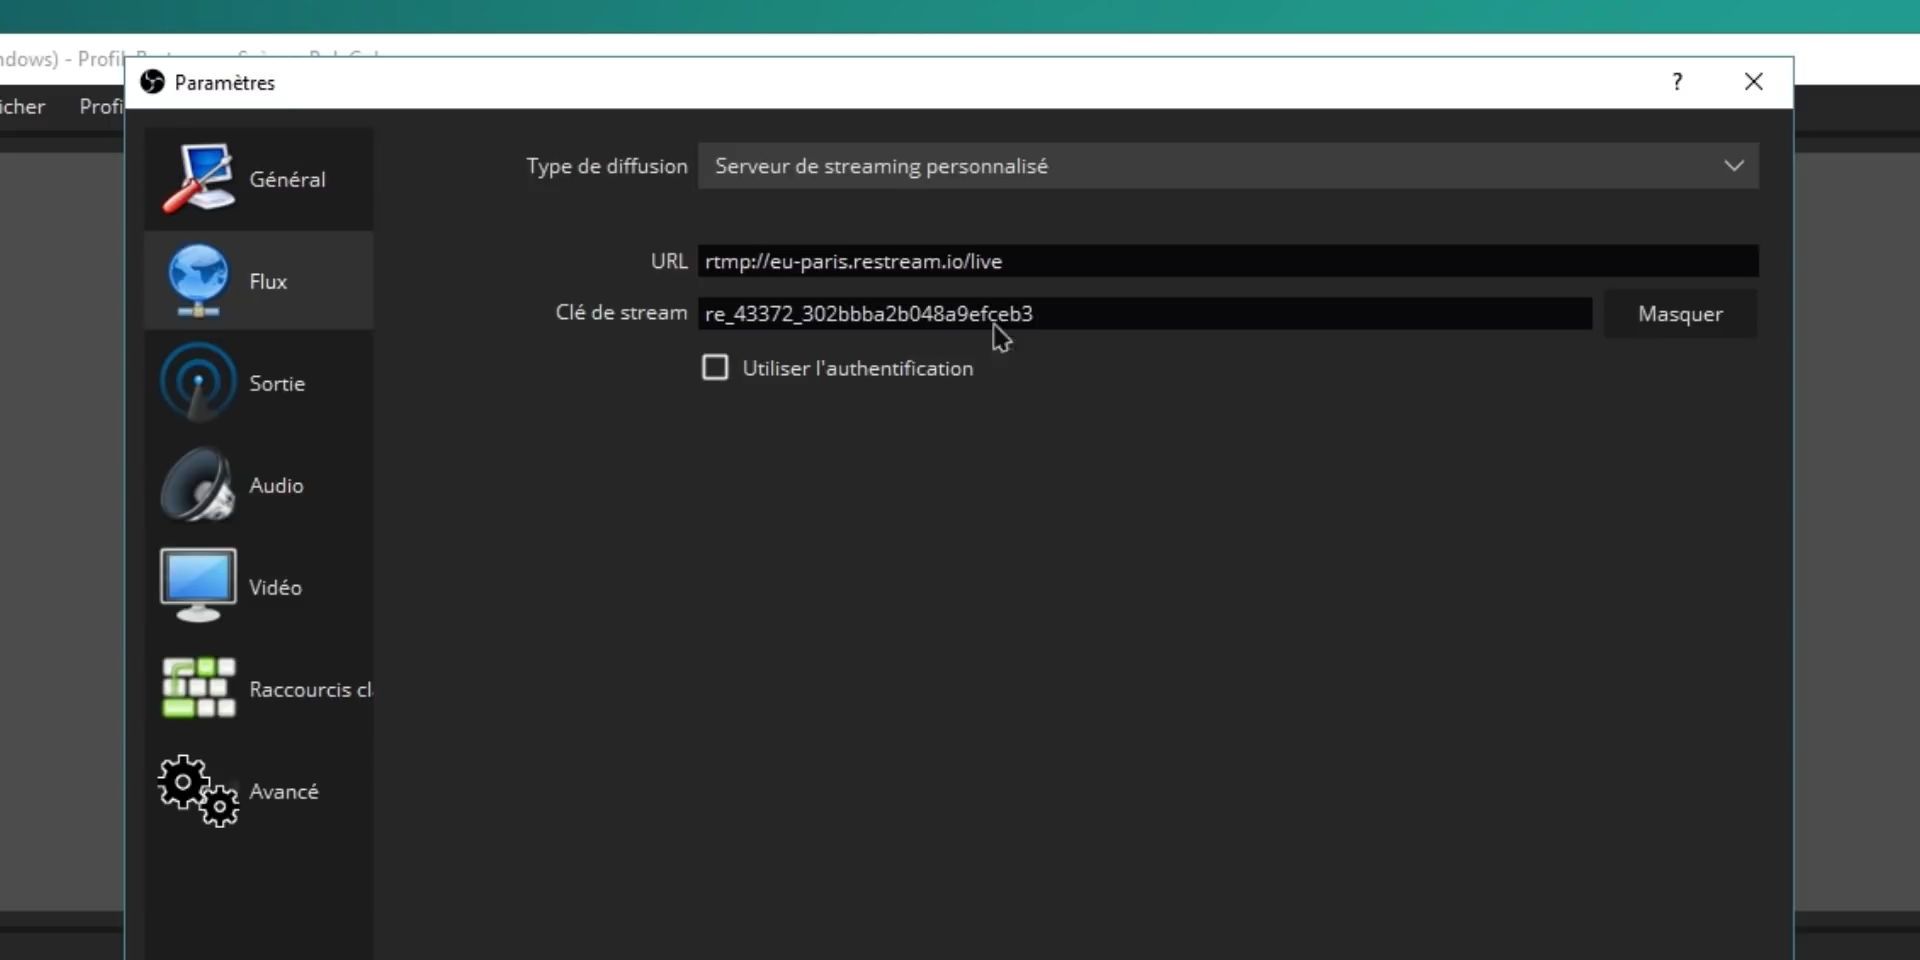 ndows) - Profil
Paramètres
?
icher Profi
Général
Type de diffusion Serveur de streaming personnalisé
URL rtmp://eu-paris.restream.io/live
Flux
Clé de stream re_43372_302bbba2b048a9efceb3 Masquer
Utiliser l'authentification
Sortie
Audio
Vidéo
Raccourcis cl
Avancé